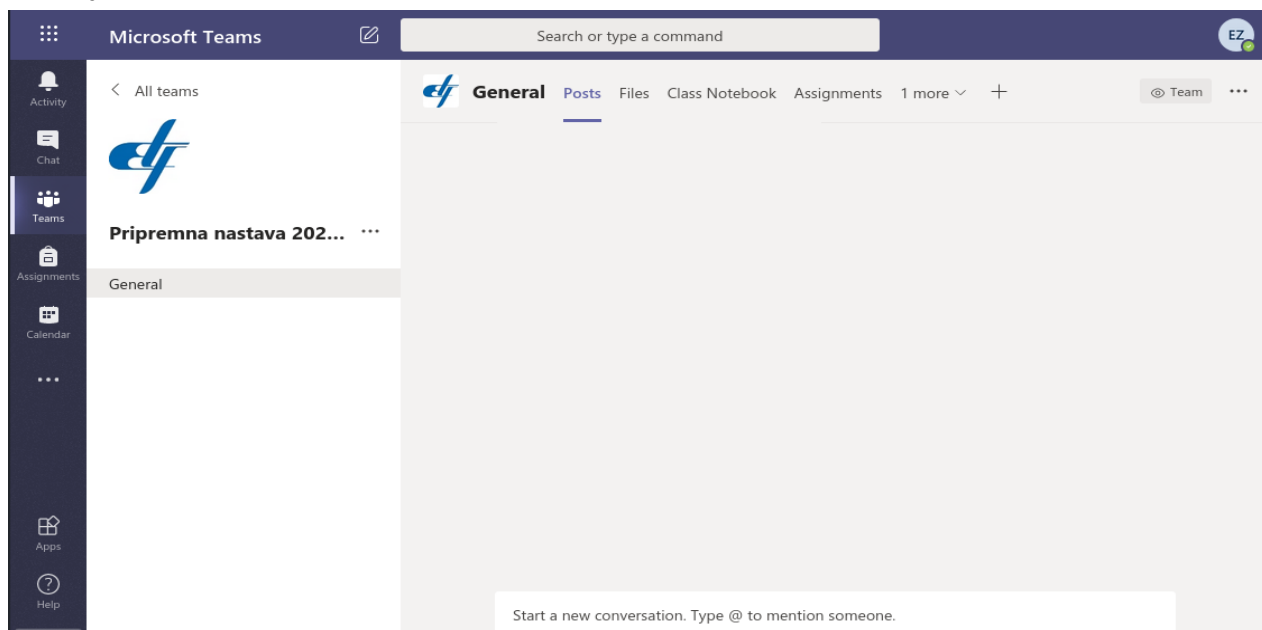 Microsoft Teams
Search or type a command
EZ
Activity
Chat
Teams
Assignments
Calendar
Apps
Help
All teams
Pripremna nastava 202...
General
General Posts Files Class Notebook Assignments 1 more
Team
Start a new conversation. Type @ to mention someone.